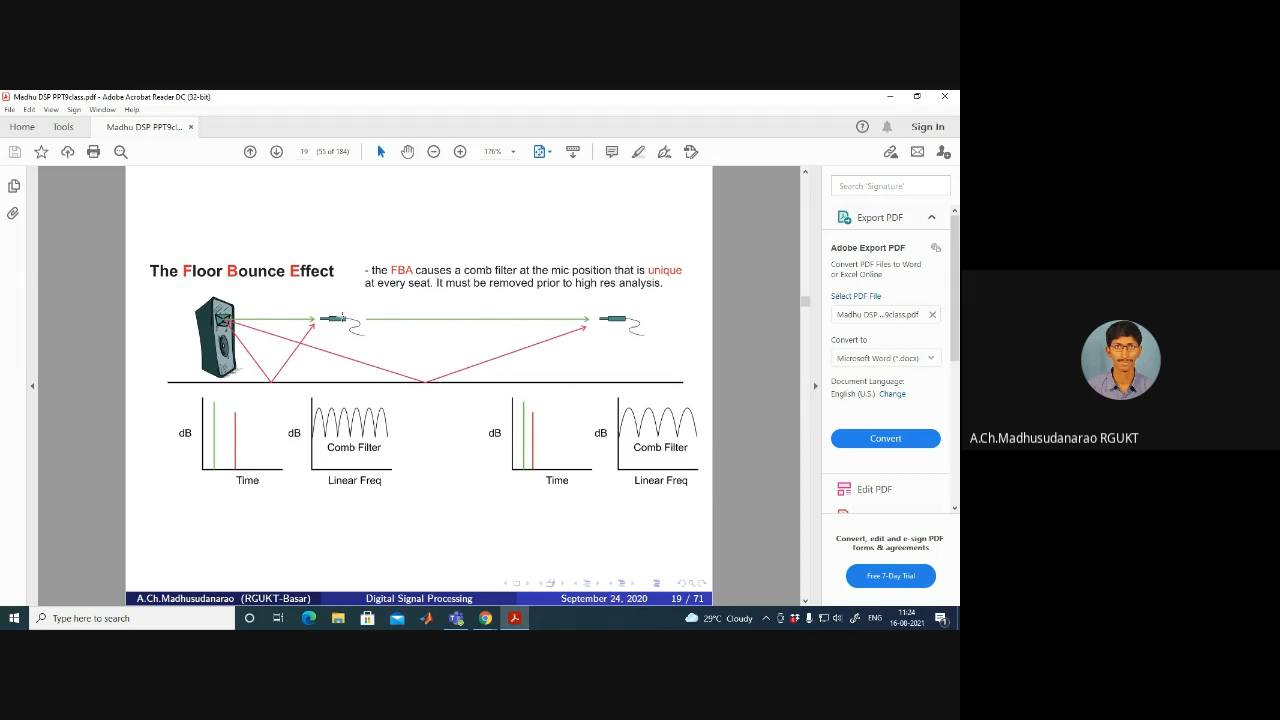 Madhu DSP PPT9class.pdf - Adobe Acrobat Reader DC (32-bit)
File Edit View Sign Window Help
Home Tools Madhu DSP PPT9cl... × Sign In
19 (55 of 184) 176%
Search 'Signature'
Export PDF
Adobe Export PDF
Convert PDF Files to Word
or Excel Online
Select PDF File
Madhu DSP ...9class.pdf
Convert to
Microsoft Word (*.docx)
Document Language:
English (U.S.) Change
Convert
Edit PDF
Convert, edit and e-sign PDF
forms & agreements
Free 7-Day Trial
The Floor Bounce Effect
- the FBA causes a comb filter at the mic position that is unique
at every seat. It must be removed prior to high res analysis.
dB
Time
dB
Comb Filter
Linear Freq
dB
Time
dB
Comb Filter
Linear Freq
A.Ch.Madhusudanarao (RGUKT-Basar) Digital Signal Processing September 24, 2020 19 / 71
Type here to search
29°C Cloudy ENG
11:24
16-08-2021
A.Ch.Madhusudanarao RGUKT